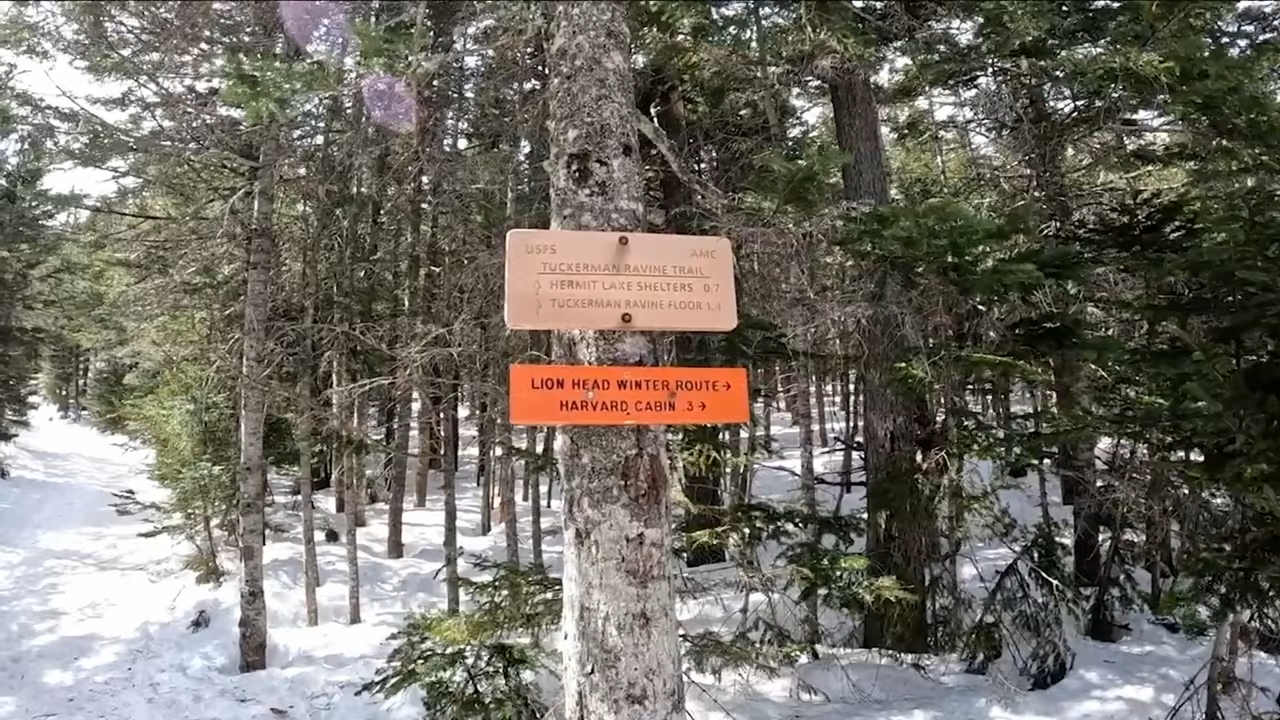 USFS AMC
TUCKERMAN RAVINE TRAIL
HERMIT LAKE SHELTERS 0.7
TUCKERMAN RAVINE FLOOR
LION HEAD WINTER ROUTE→
HARVARD CABIN .3→